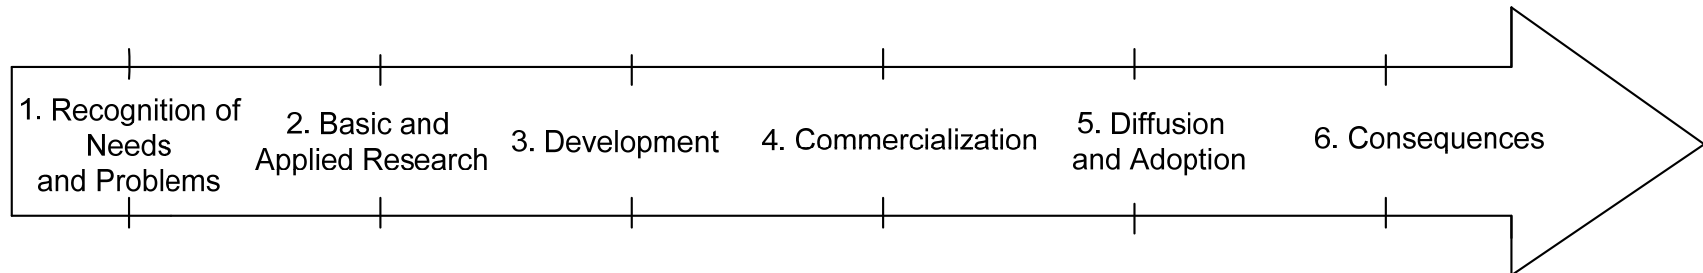 1. Recognition of
Needs
and Problems
2. Basic and
Applied Research
3. Development
4. Commercialization
5. Diffusion
and Adoption
6. Consequences